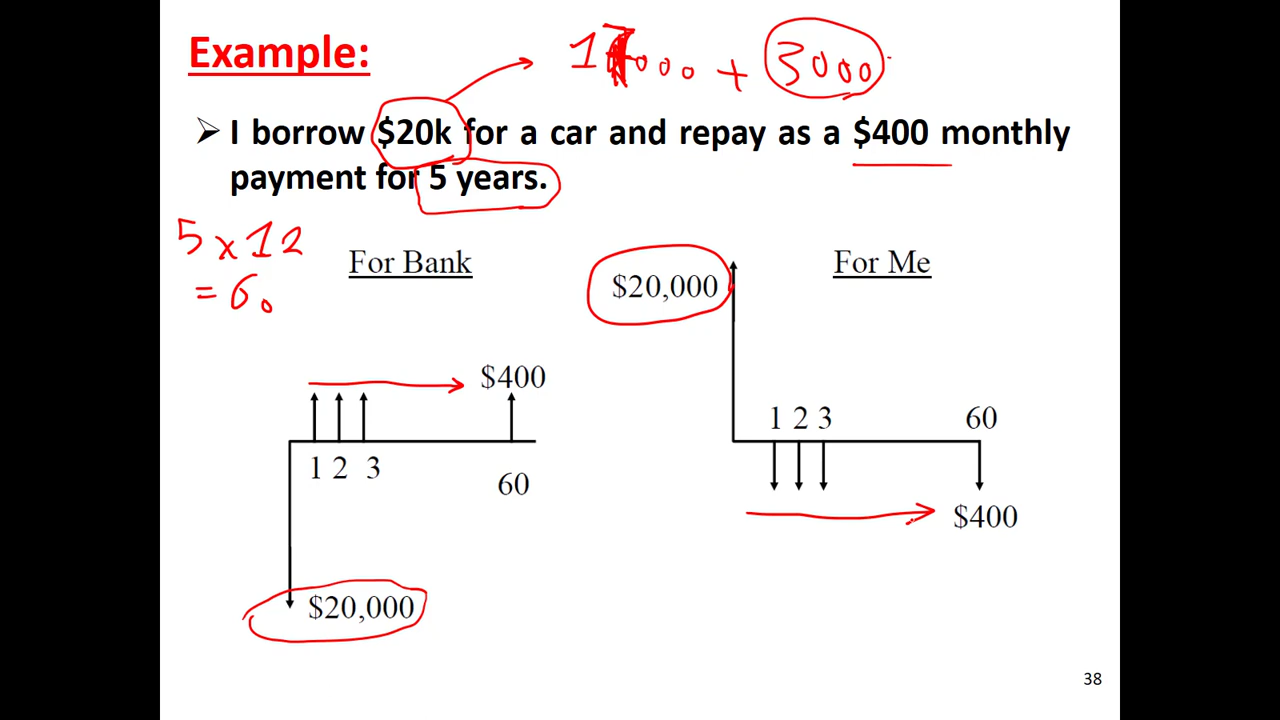 Example:
17000 + 3000
➢ I borrow $20k for a car and repay as a $400 monthly
payment for 5 years.
5 x 12
= 60
For Bank
For Me
$20,000
$400
1 2 3
60
$20,000
1 2 3
60
$400
38